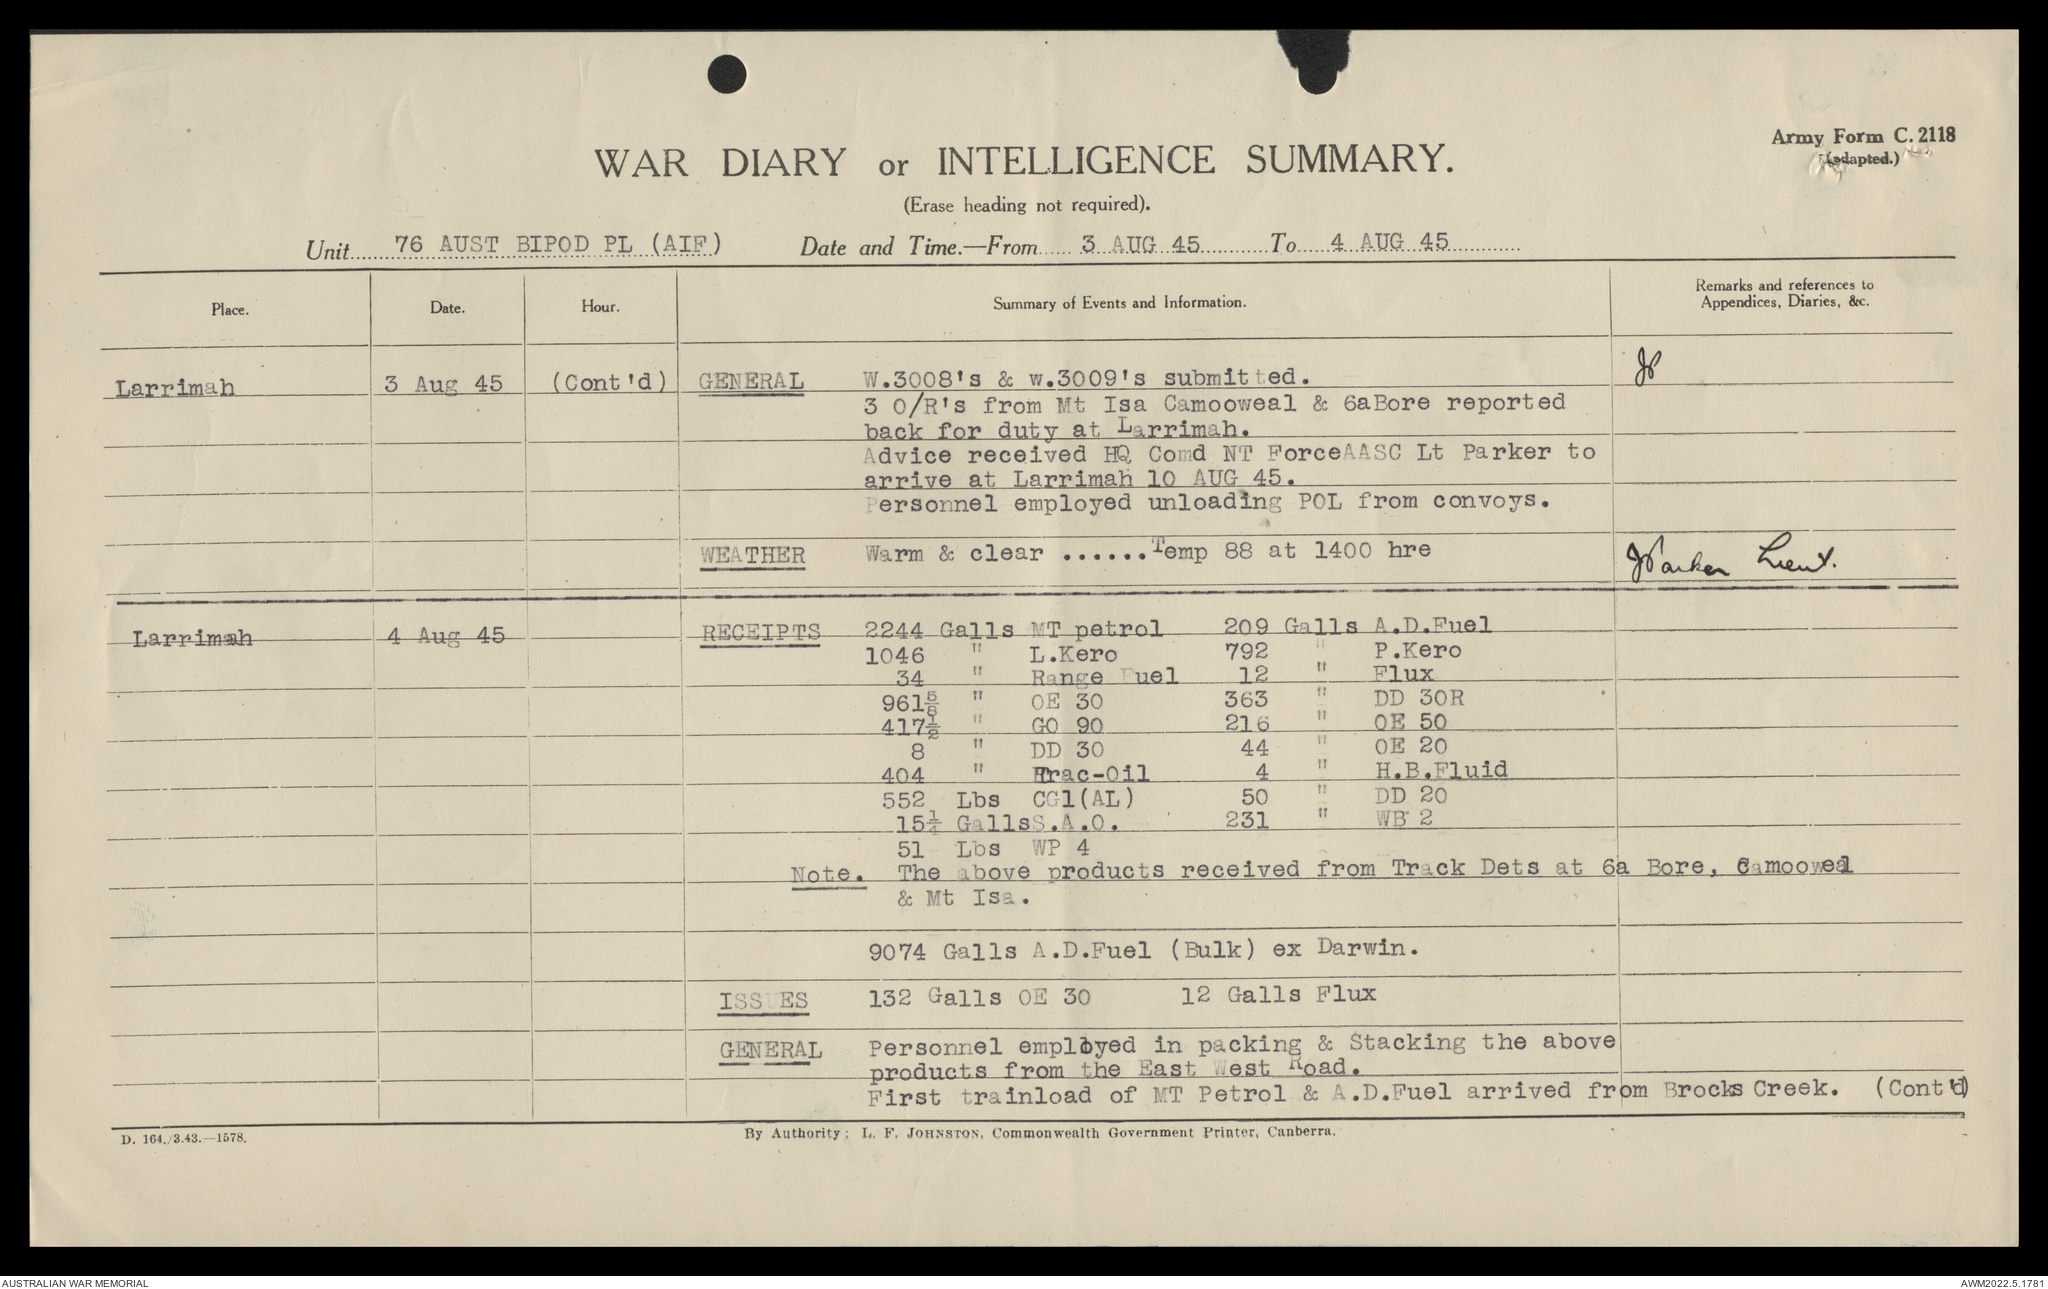 Army Form C. 2118
(adapted.)
WAR DIARY or INTELLIGENCE SUMMARY.
(Erase heading not required).
Unit 76 AUST BIPOD PL (AIF) Date and Time.—From 3 AUG 45 To 4 AUG 45
Place. Date. Hour. Summary of Events and Information. Remarks and references to
Appendices, Diaries, &c.
Larrimah 3 Aug 45 (Cont'd) GENERAL W.3008's & w.3009's submitted. JP
3 O/R's from Mt Isa Camooweal & 6aBore reported
back for duty at Larrimah.
Advice received HQ Comd NT ForceAASC Lt Parker to
arrive at Larrimah 10 AUG 45.
Personnel employed unloading POL from convoys.
WEATHER Warm & clear ......Temp 88 at 1400 hre JParker Lieut.
Larrimah 4 Aug 45 RECEIPTS 2244 Galls MT petrol 209 Galls A.D.Fuel
1046 " L.Kero 792 " P.Kero
34 " Range Fuel 12 " Flux
961 5/8 " OE 30 363 " DD 30R
417 1/2 " GO 90 216 " OE 50
8 " DD 30 44 " OE 20
404 " Trac-Oil 4 " H.B.Fluid
552 Lbs CG1(AL) 50 " DD 20
Galls S.A.O. 231 " WB 2
51 Lbs WP 4
Note. The above products received from Track Dets at 6a Bore, Camooweal
& Mt Isa.
9074 Galls A.D.Fuel (Bulk) ex Darwin.
ISSUES 132 Galls OE 30 12 Galls Flux
GENERAL Personnel employed in packing & Stacking the above
products from the East West Road.
First trainload of MT Petrol & A.D.Fuel arrived from Brocks Creek. (Cont'd)
D. 164./3.43.—1578. By Authority: L. F. JOHNSTON, Commonwealth Government Printer, Canberra.
AUSTRALIAN WAR MEMORIAL AWM2022.5.1781